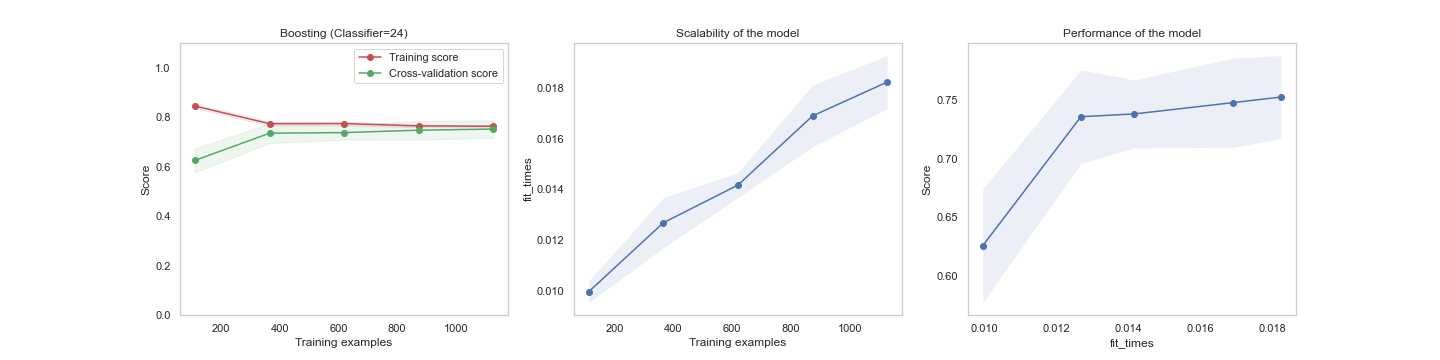 Boosting (Classifier=24)
Training score
Cross-validation score
Score
1.0
0.8
0.6
0.4
0.2
0.0
200 400 600 800 1000
Training examples
Scalability of the model
fit_times
0.018
0.016
0.014
0.012
0.010
200 400 600 800 1000
Training examples
Performance of the model
Score
0.75
0.70
0.65
0.60
0.010 0.012 0.014 0.016 0.018
fit_times